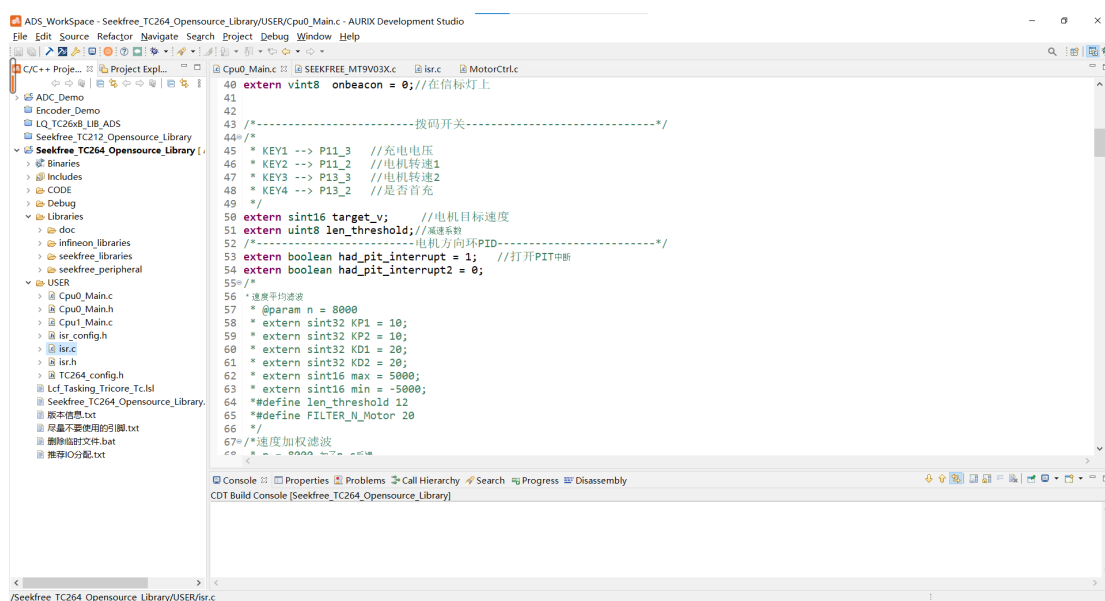 ADS_WorkSpace - Seekfree_TC264_Opensource_Library/USER/Cpu0_Main.c - AURIX Development Studio
File Edit Source Refactor Navigate Search Project Debug Window Help
C/C++ Proje... Project Expl...
ADC_Demo
Encoder_Demo
LQ_TC26xB_LIB_ADS
Seekfree_TC212_Opensource_Library
Seekfree_TC264_Opensource_Library [
Binaries
Includes
CODE
Debug
Libraries
doc
infineon_libraries
seekfree_libraries
seekfree_peripheral
USER
Cpu0_Main.c
Cpu0_Main.h
Cpu1_Main.c
isr_config.h
isr.c
isr.h
TC264_config.h
Lcf_Tasking_Tricore_Tc.lsl
Seekfree_TC264_Opensource_Library.
版本信息.txt
尽量不要使用的引脚.txt
删除临时文件.bat
推荐IO分配.txt
Cpu0_Main.c SEEKFREE_MT9V03X.c isr.c MotorCtrl.c
40 extern vint8  onbeacon = 0;//在信标灯上
41
42
43 /*------------------------拨码开关-----------------------------*/
44 /*
45  * KEY1 --> P11_3   //充电电压
46  * KEY2 --> P11_2   //电机转速1
47  * KEY3 --> P13_3   //电机转速2
48  * KEY4 --> P13_2   //是否首充
49  */
50 extern sint16 target_v;     //电机目标速度
51 extern uint8 len_threshold;//减速系数
52 /*------------------------电机方向环PID------------------------*/
53 extern boolean had_pit_interrupt = 1;   //打开PIT中断
54 extern boolean had_pit_interrupt2 = 0;
55 /*
56 * 速度平均滤波
57  * @param n = 8000
58  * extern sint32 KP1 = 10;
59  * extern sint32 KP2 = 10;
60  * extern sint32 KD1 = 20;
61  * extern sint32 KD2 = 20;
62  * extern sint16 max = 5000;
63  * extern sint16 min = -5000;
64  *#define len_threshold 12
65  *#define FILTER_N_Motor 20
66  */
67 /*速度加权滤波
68  * n = 8000
Console Properties Problems Call Hierarchy Search Progress Disassembly
CDT Build Console [Seekfree_TC264_Opensource_Library]
/Seekfree_TC264_Opensource_Library/USER/isr.c